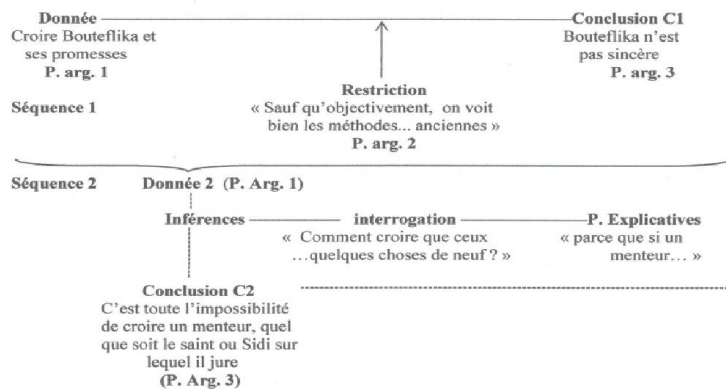 Donnée Conclusion C1
Croire Bouteflika et Bouteflika n'est
ses promesses pas sincère
P. arg. 1 P. arg. 3
Restriction
Séquence 1 « Sauf qu'objectivement, on voit
bien les méthodes... anciennes »
P. arg. 2
Séquence 2 Donnée 2 (P. Arg. 1)
Inférences interrogation P. Explicatives
« Comment croire que ceux « parce que si un
...quelques choses de neuf ? » menteur... »
Conclusion C2
C'est toute l'impossibilité
de croire un menteur, quel
que soit le saint ou Sidi sur
lequel il jure
(P. Arg. 3)